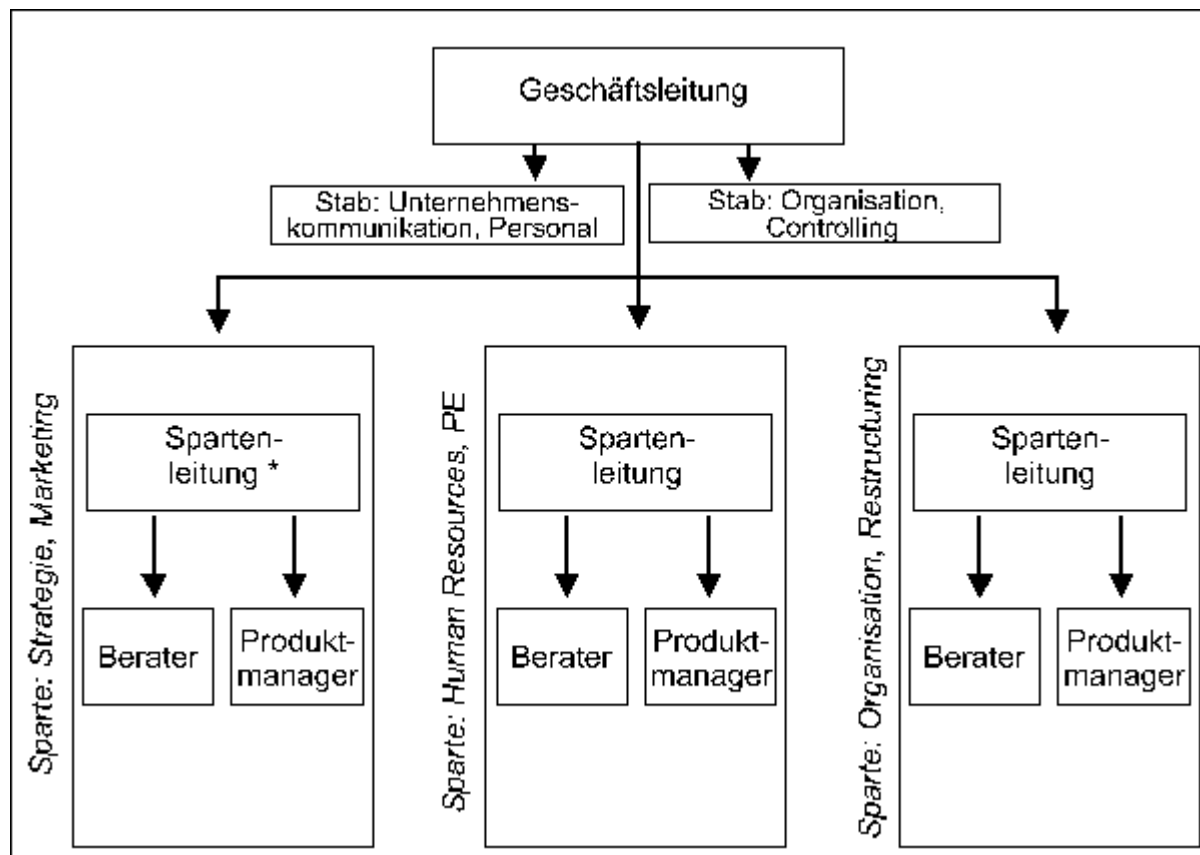 Geschäftsleitung
Stab: Unternehmens-
kommunikation, Personal
Stab: Organisation,
Controlling
Sparte: Strategie, Marketing
Sparten-
leitung *
Berater
Produkt-
manager
Sparte: Human Resources, PE
Sparten-
leitung
Berater
Produkt-
manager
Sparte: Organisation, Restructuring
Sparten-
leitung
Berater
Produkt-
manager